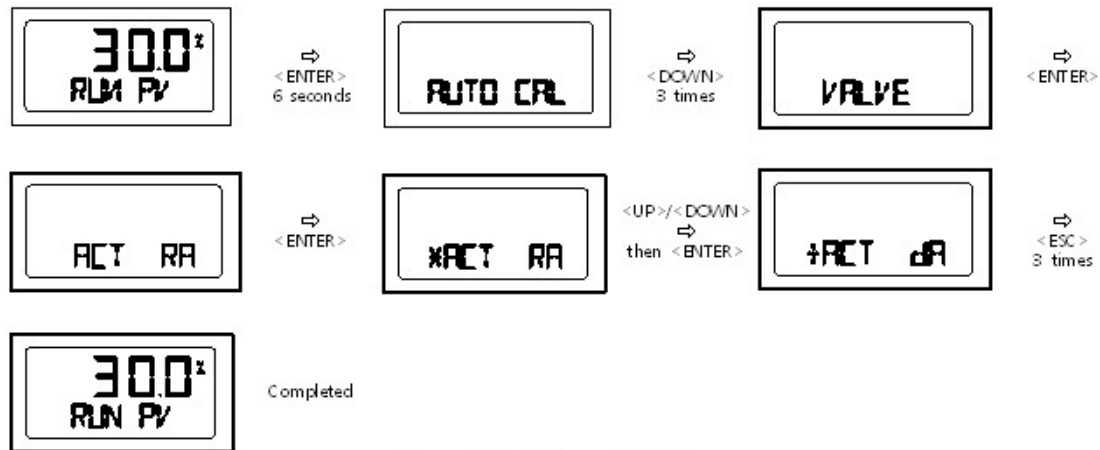 30.0%
RUN PV
⇨
<ENTER>
6 seconds
AUTO CAL
⇨
<DOWN>
3 times
VALVE
⇨
<ENTER>
ACT RA
⇨
<ENTER>
*ACT RA
<UP>/<DOWN>
⇨
then <ENTER>
+ACT dA
⇨
<ESC>
3 times
30.0%
RUN PV
Completed